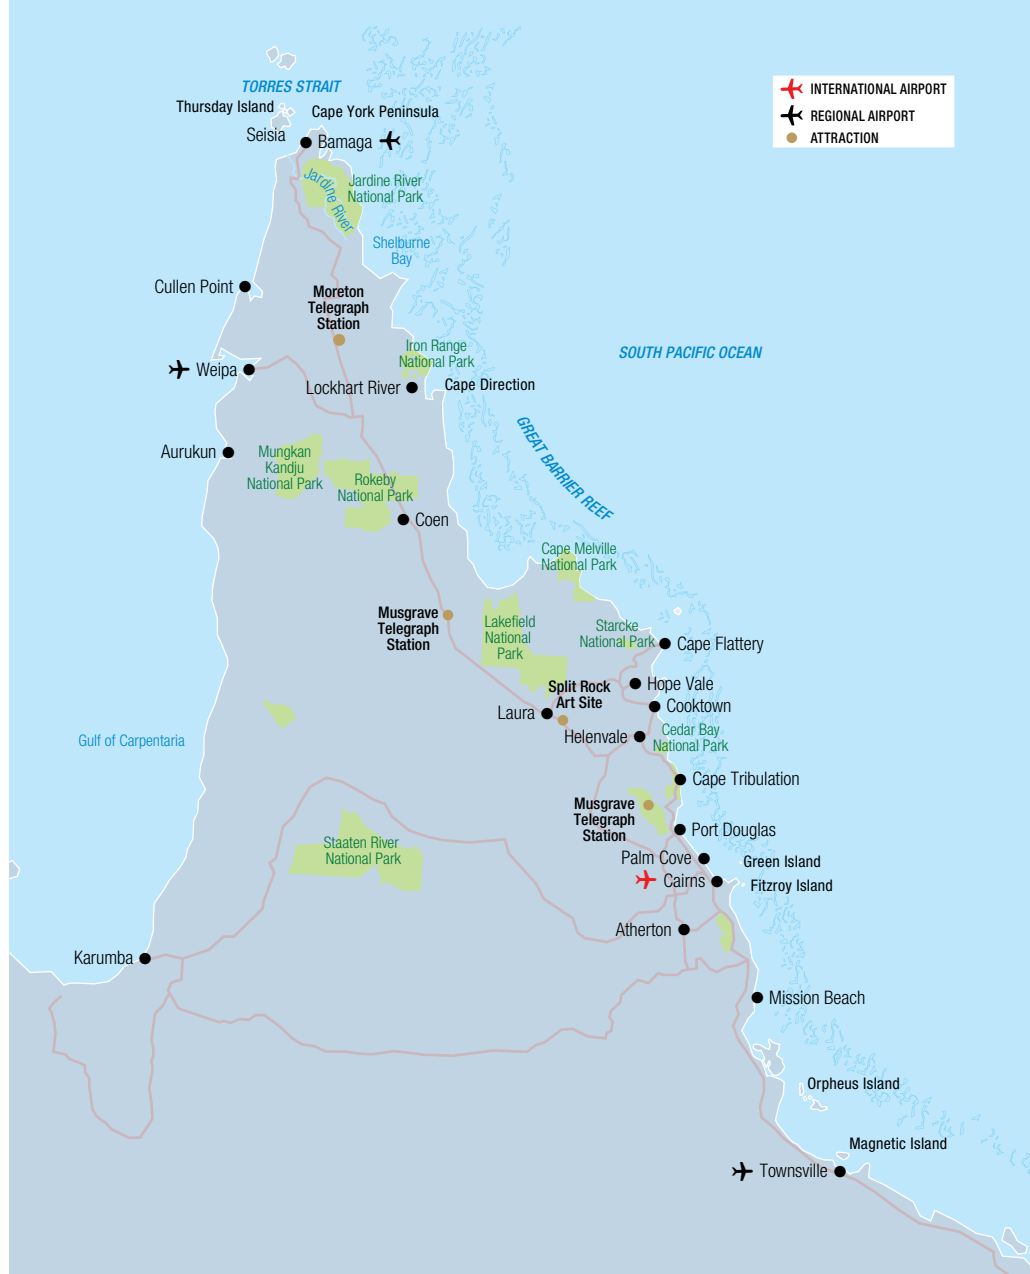 TORRES STRAIT
Thursday Island
Cape York Peninsula
Seisia
Bamaga
INTERNATIONAL AIRPORT
REGIONAL AIRPORT
ATTRACTION
Jardine River
Jardine River
National Park
Shelburne
Bay
Cullen Point
Moreton
Telegraph
Station
SOUTH PACIFIC OCEAN
Iron Range
National Park
Weipa
Lockhart River
Cape Direction
GREAT BARRIER REEF
Aurukun
Mungkan
Kandju
National Park
Rokeby
National Park
Coen
Cape Melville
National Park
Musgrave
Telegraph
Station
Lakefield
National
Park
Starcke
National Park
Cape Flattery
Hope Vale
Split Rock
Art Site
Cooktown
Laura
Helenvale
Cedar Bay
National Park
Gulf of Carpentaria
Cape Tribulation
Musgrave
Telegraph
Station
Port Douglas
Staaten River
National Park
Palm Cove
Green Island
Cairns
Fitzroy Island
Atherton
Karumba
Mission Beach
Orpheus Island
Magnetic Island
Townsville